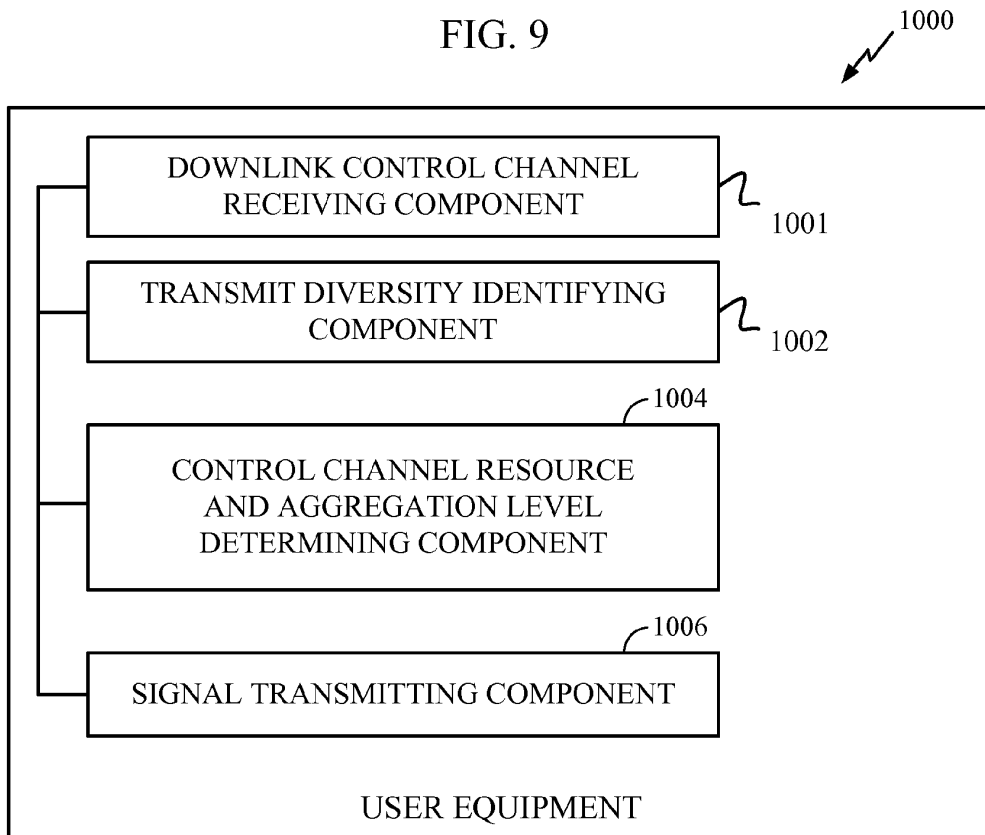 FIG. 9
1000
DOWNLINK CONTROL CHANNEL
RECEIVING COMPONENT
1001
TRANSMIT DIVERSITY IDENTIFYING
COMPONENT
1002
1004
CONTROL CHANNEL RESOURCE
AND AGGREGATION LEVEL
DETERMINING COMPONENT
1006
SIGNAL TRANSMITTING COMPONENT
USER EQUIPMENT